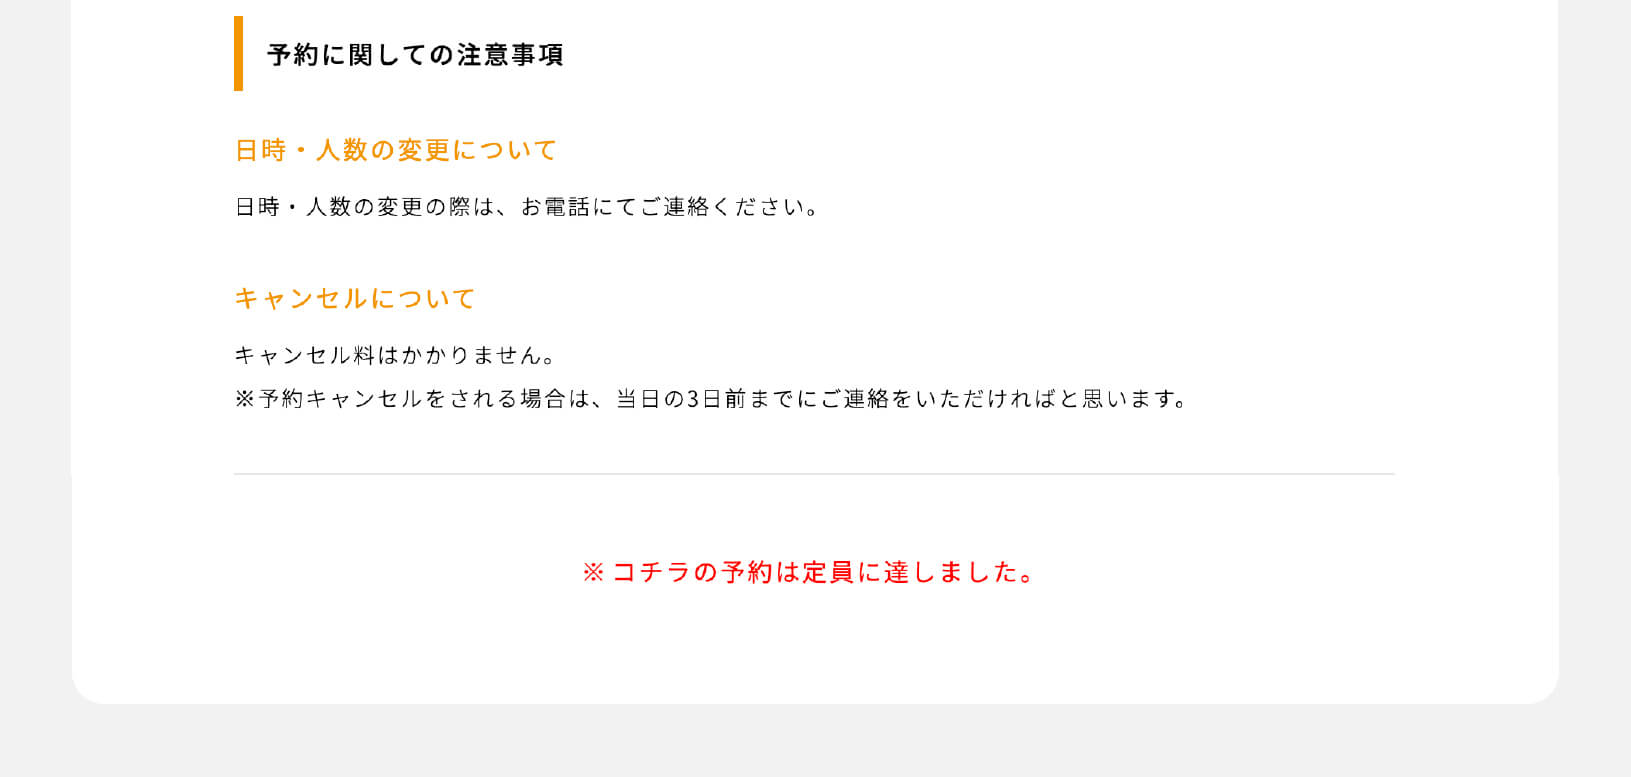 予約に関しての注意事項
日時・人数の変更について
日時・人数の変更の際は、お電話にてご連絡ください。
キャンセルについて
キャンセル料はかかりません。
※予約キャンセルをされる場合は、当日の3日前までにご連絡をいただければと思います。
※ コチラの予約は定員に達しました。